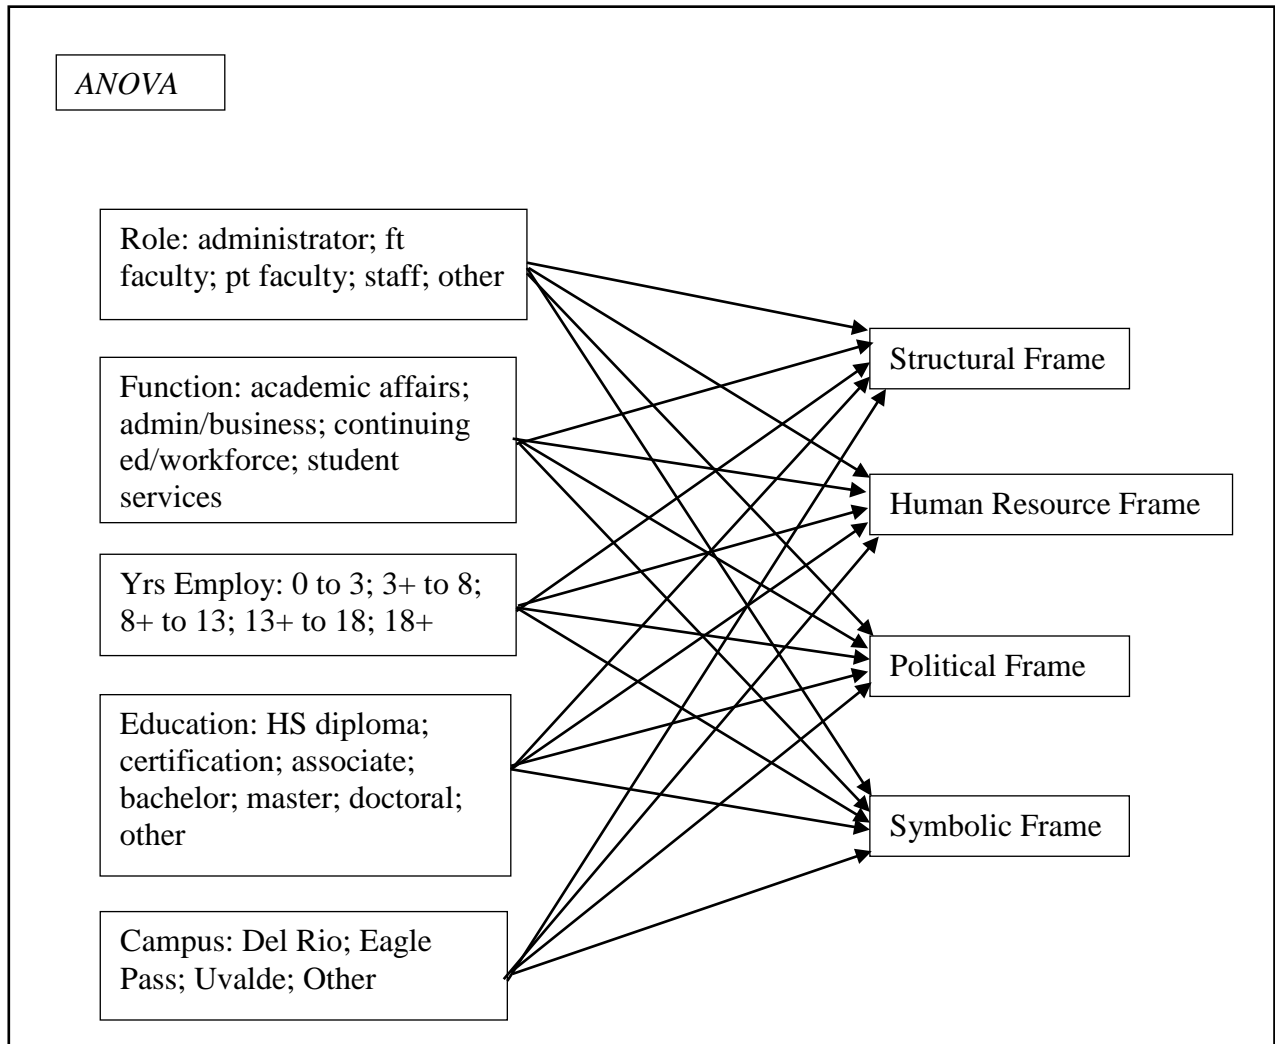 ANOVA
Role: administrator; ft
faculty; pt faculty; staff; other
Function: academic affairs;
admin/business; continuing
ed/workforce; student
services
Yrs Employ: 0 to 3; 3+ to 8;
8+ to 13; 13+ to 18; 18+
Education: HS diploma;
certification; associate;
bachelor; master; doctoral;
other
Campus: Del Rio; Eagle
Pass; Uvalde; Other
Structural Frame
Human Resource Frame
Political Frame
Symbolic Frame